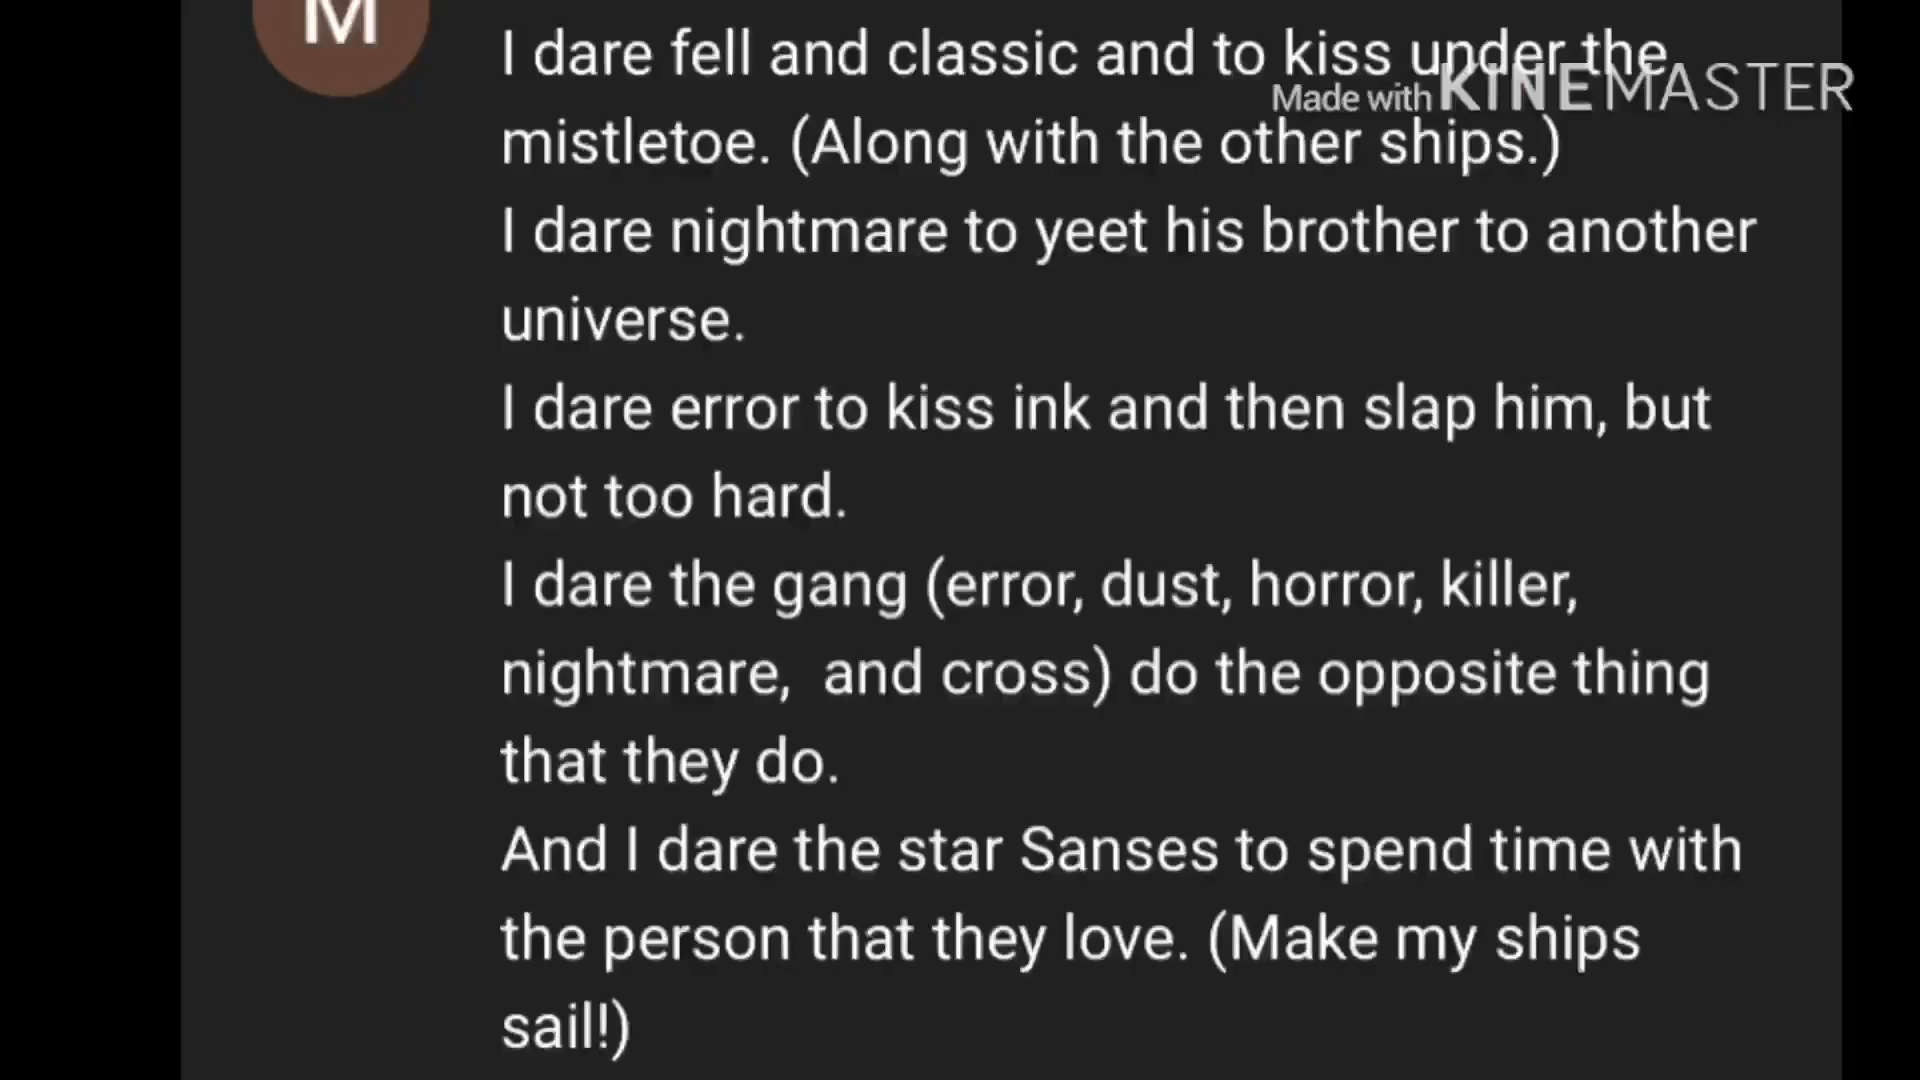 M
I dare fell and classic and to kiss under the
Made with KINEMASTER
mistletoe. (Along with the other ships.)
I dare nightmare to yeet his brother to another
universe.
I dare error to kiss ink and then slap him, but
not too hard.
I dare the gang (error, dust, horror, killer,
nightmare,  and cross) do the opposite thing
that they do.
And I dare the star Sanses to spend time with
the person that they love. (Make my ships
sail!)